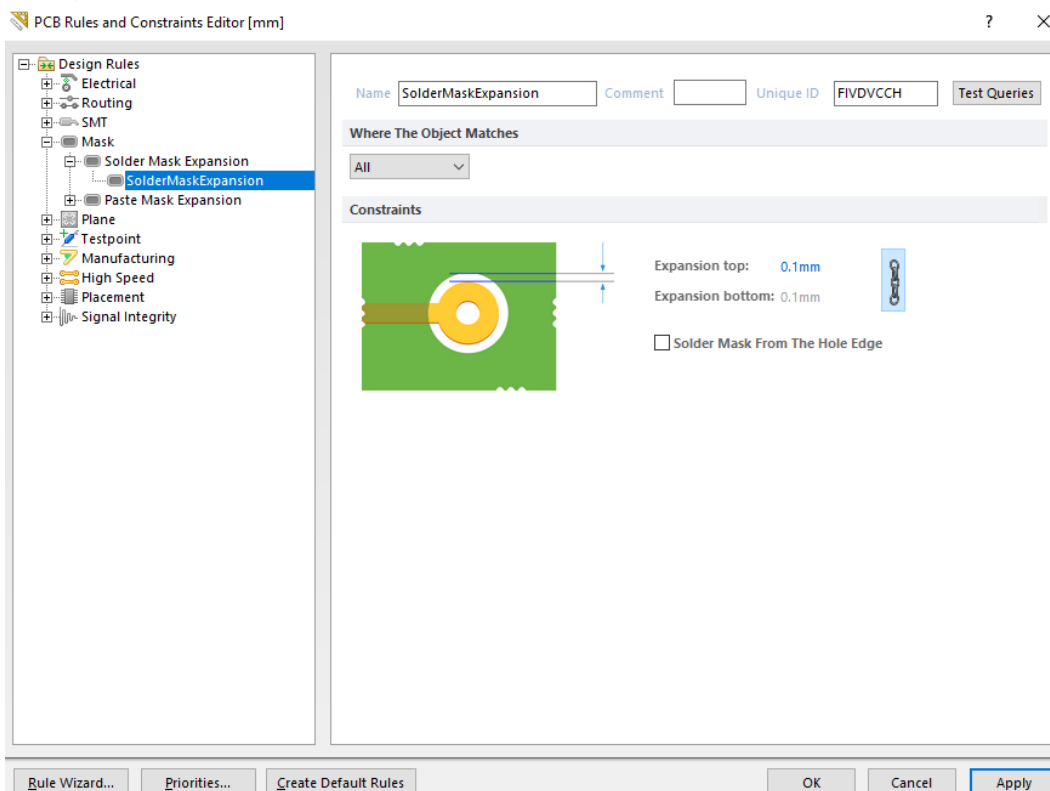 PCB Rules and Constraints Editor [mm]
?
Design Rules
Electrical
Routing
SMT
Mask
Solder Mask Expansion
SolderMaskExpansion
Paste Mask Expansion
Plane
Testpoint
Manufacturing
High Speed
Placement
Signal Integrity
Name SolderMaskExpansion Comment Unique ID FIVDVCCH Test Queries
Where The Object Matches
All
Constraints
Expansion top: 0.1mm
Expansion bottom: 0.1mm
Solder Mask From The Hole Edge
Rule Wizard... Priorities... Create Default Rules OK Cancel Apply